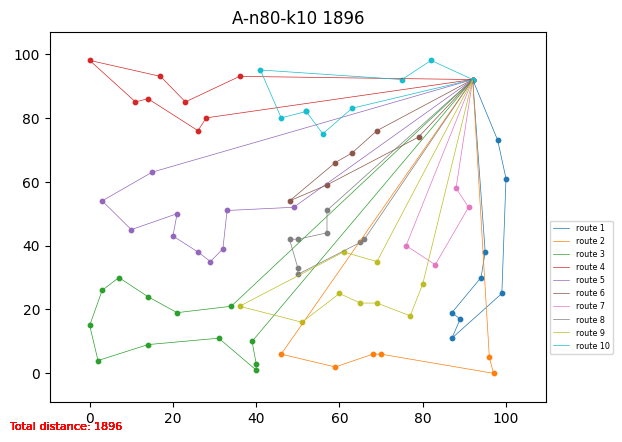 A-n80-k10 1896
100
80
60
40
20
0
0
20
40
60
80
100
route 1
route 2
route 3
route 4
route 5
route 6
route 7
route 8
route 9
route 10
Total distance: 1896